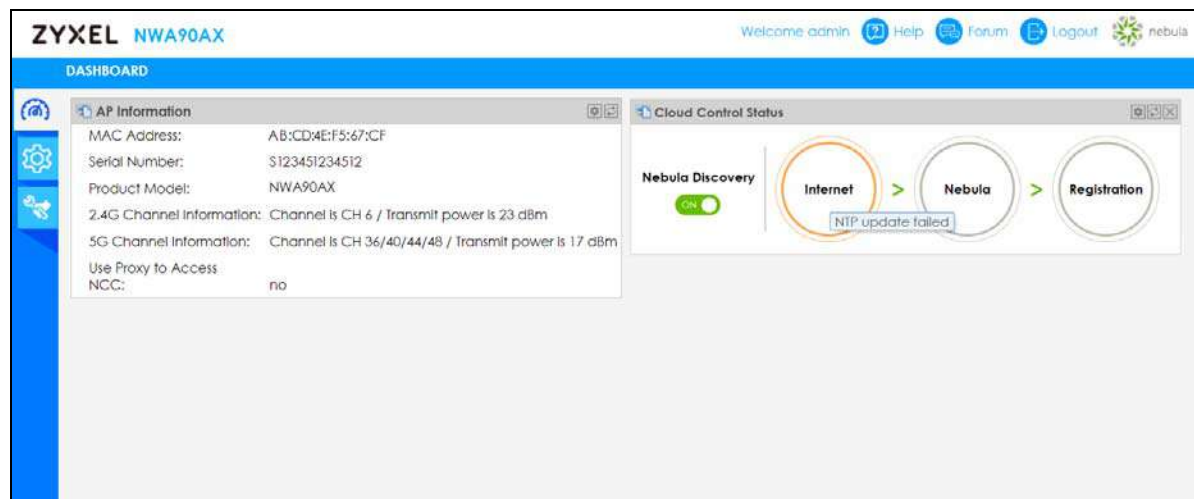 ZYXEL NWA90AX
Welcome admin Help Forum Logout nebula
DASHBOARD
AP Information
MAC Address: AB:CD:4E:F5:67:CF
Serial Number: S123451234512
Product Model: NWA90AX
2.4G Channel Information: Channel is CH 6 / Transmit power is 23 dBm
5G Channel Information: Channel is CH 36/40/44/48 / Transmit power is 17 dBm
Use Proxy to Access
NCC: no
Cloud Control Status
Nebula Discovery
ON
Internet > Nebula > Registration
NTP update failed